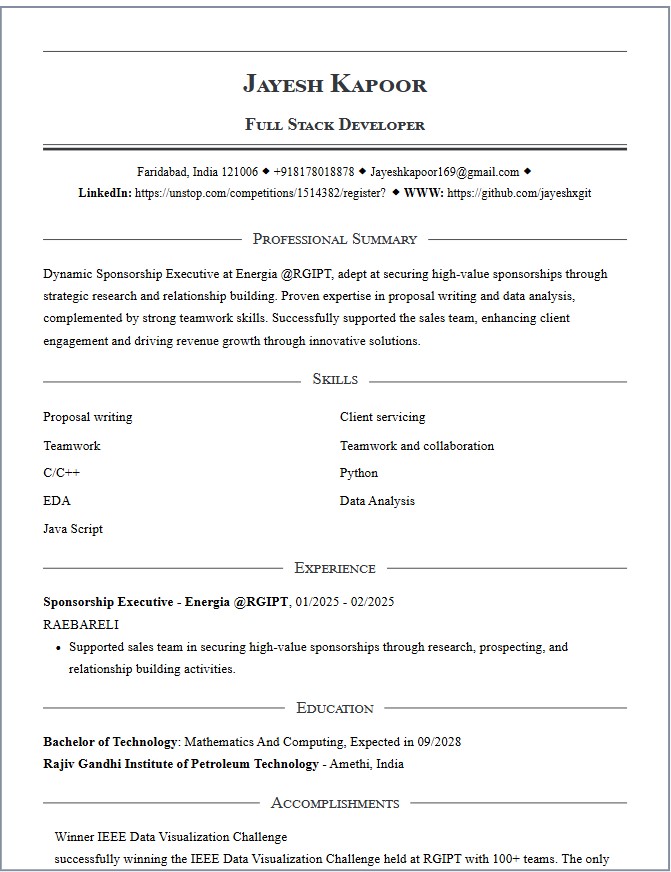 Jayesh Kapoor
Full Stack Developer
Faridabad, India 121006 ◆ +918178018878 ◆ Jayeshkapoor169@gmail.com ◆
LinkedIn: https://unstop.com/competitions/1514382/register? ◆ WWW: https://github.com/jayeshxgit
Professional Summary
Dynamic Sponsorship Executive at Energia @RGIPT, adept at securing high-value sponsorships through
strategic research and relationship building. Proven expertise in proposal writing and data analysis,
complemented by strong teamwork skills. Successfully supported the sales team, enhancing client
engagement and driving revenue growth through innovative solutions.
Skills
Proposal writing
Teamwork
C/C++
EDA
Java Script
Client servicing
Teamwork and collaboration
Python
Data Analysis
Experience
Sponsorship Executive - Energia @RGIPT, 01/2025 - 02/2025
RAEBARELI
• Supported sales team in securing high-value sponsorships through research, prospecting, and
relationship building activities.
Education
Bachelor of Technology: Mathematics And Computing, Expected in 09/2028
Rajiv Gandhi Institute of Petroleum Technology - Amethi, India
Accomplishments
Winner IEEE Data Visualization Challenge
successfully winning the IEEE Data Visualization Challenge held at RGIPT with 100+ teams. The only